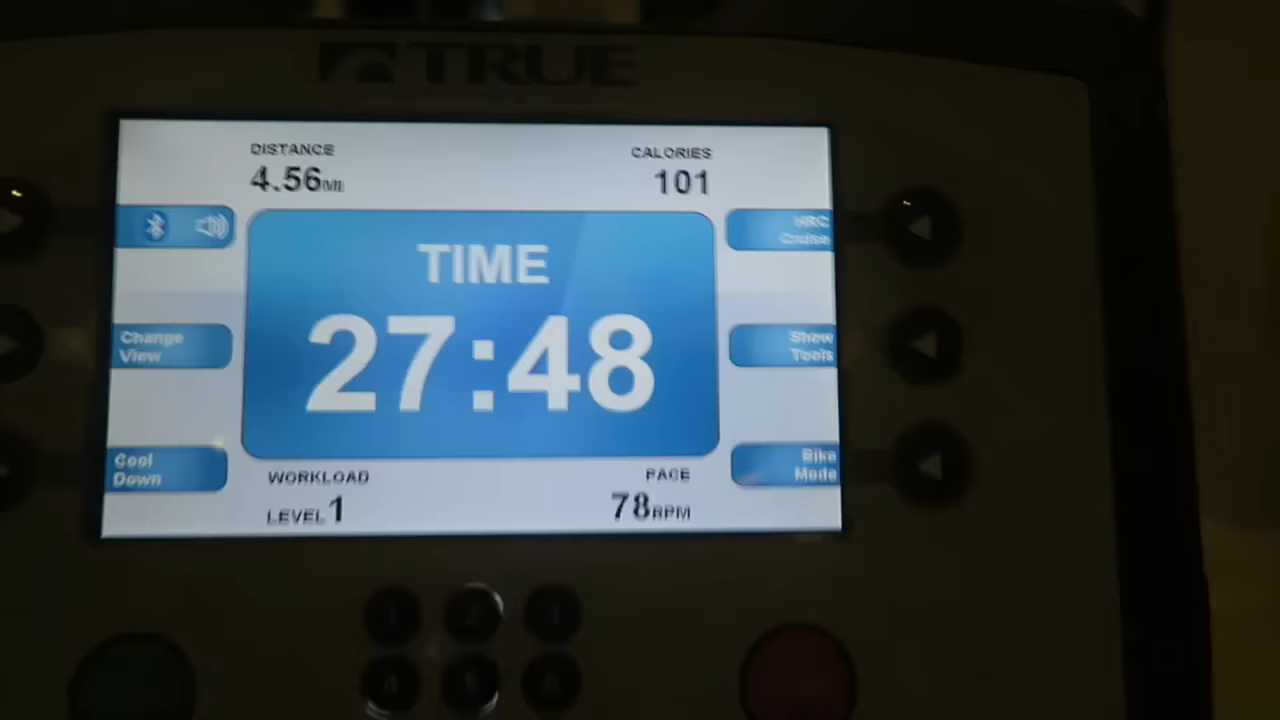 TRUE
DISTANCE
4.56MI
CALORIES
101
HRC
Cruise
TIME
27:48
Change
View
Show
Tools
Cool
Down
Bike
Mode
WORKLOAD
LEVEL 1
PACE
78RPM